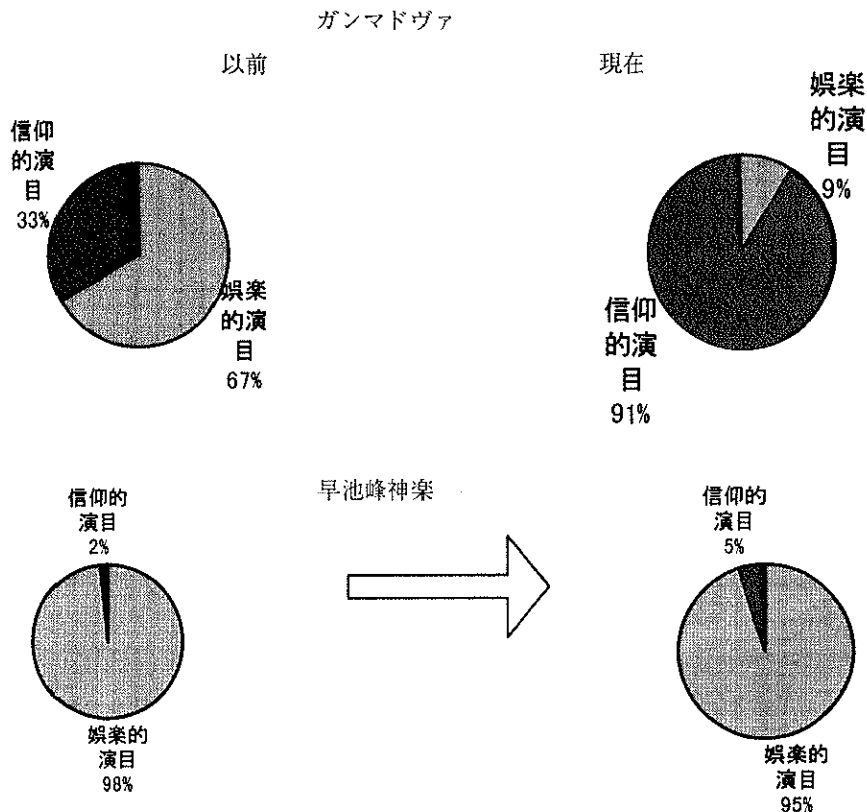 ガンマドヴァ
以前
現在
信仰
的演
目
33%
娯楽
的演
目
67%
娯楽
的演
目
9%
信仰
的演
目
91%
早池峰神楽
信仰的
演目
2%
娯楽的
演目
98%
信仰的
演目
5%
娯楽的
演目
95%